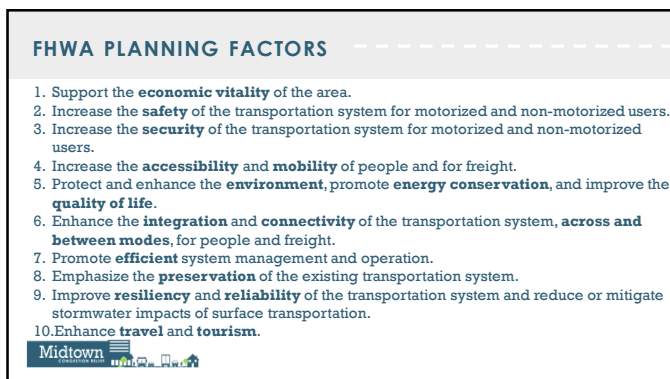 FHWA PLANNING FACTORS
1. Support the economic vitality of the area.
2. Increase the safety of the transportation system for motorized and non-motorized users.
3. Increase the security of the transportation system for motorized and non-motorized
users.
4. Increase the accessibility and mobility of people and for freight.
5. Protect and enhance the environment, promote energy conservation, and improve the
quality of life.
6. Enhance the integration and connectivity of the transportation system, across and
between modes, for people and freight.
7. Promote efficient system management and operation.
8. Emphasize the preservation of the existing transportation system.
9. Improve resiliency and reliability of the transportation system and reduce or mitigate
stormwater impacts of surface transportation.
10.Enhance travel and tourism.
Midtown
CONGESTION RELIEF